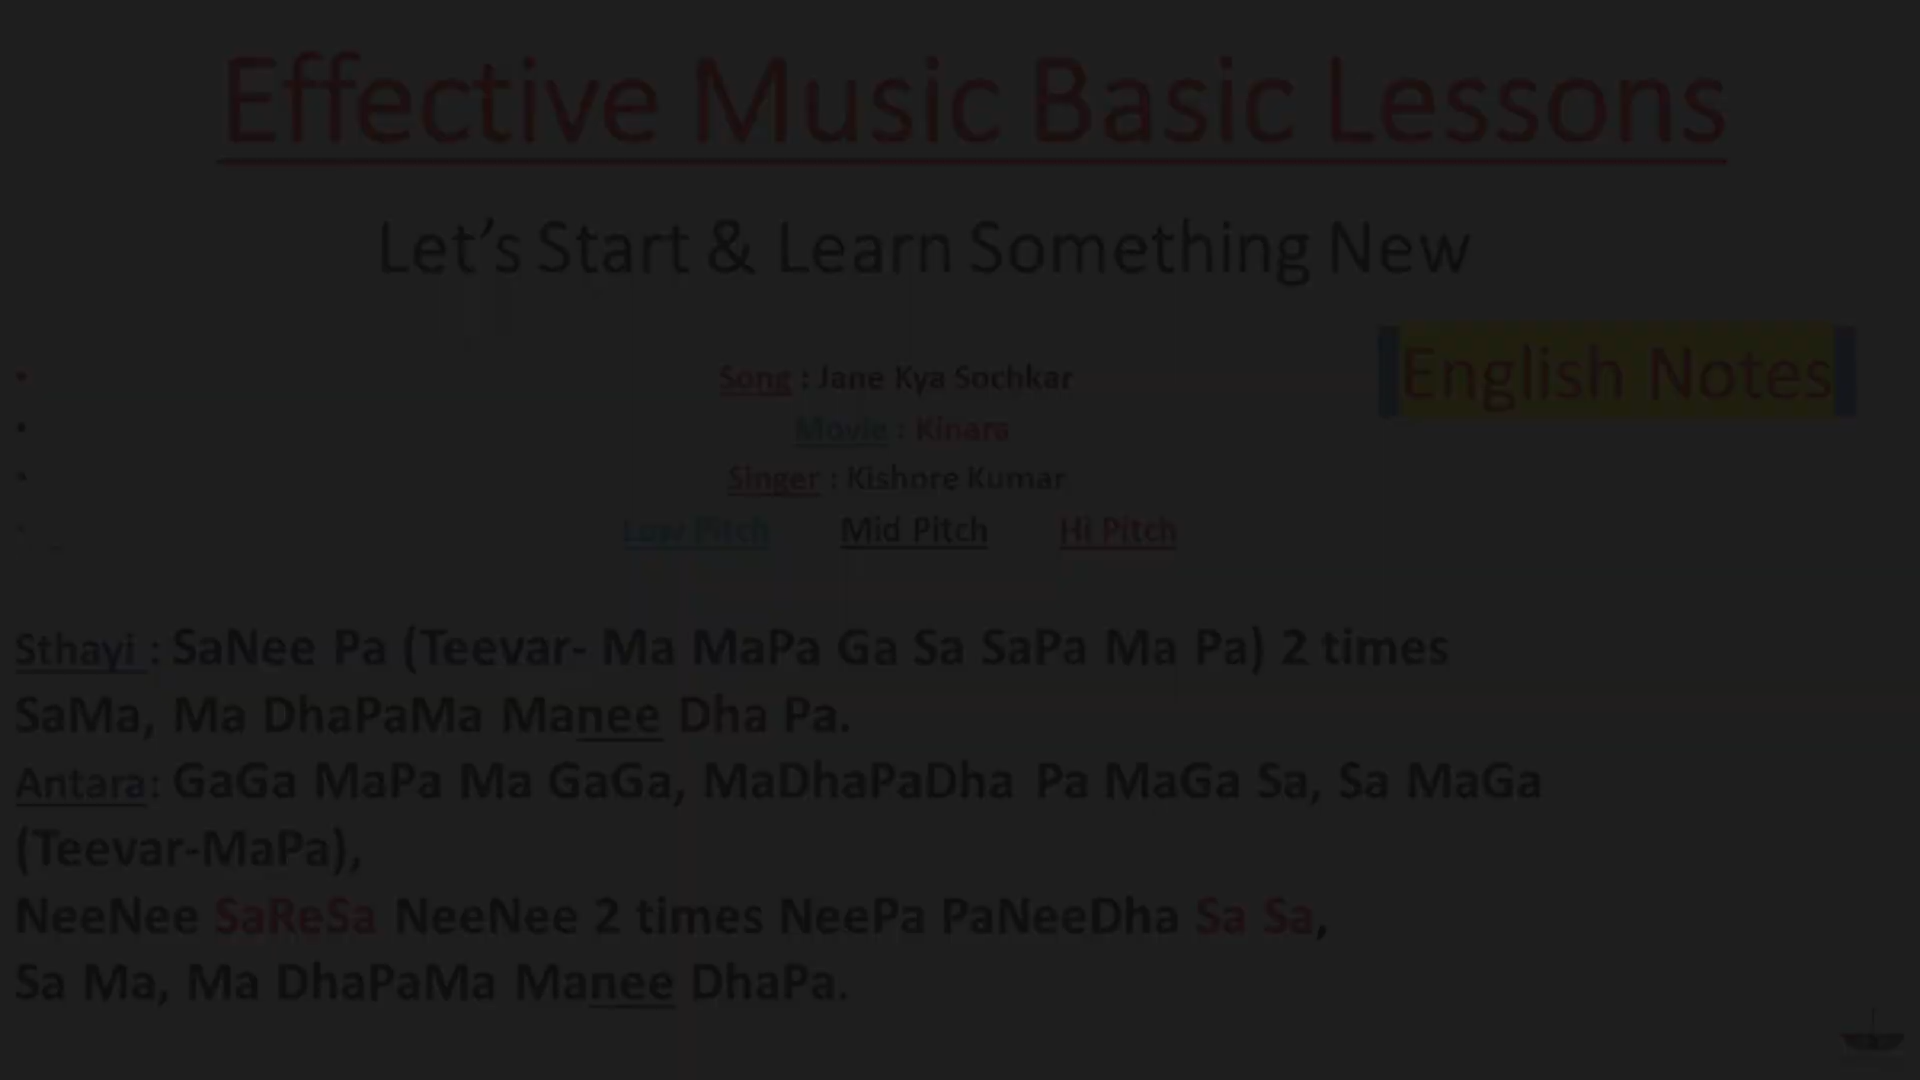 Effective Music Basic Lessons
Let's Start & Learn Something New
English Notes
Song : Jane Kya Sochkar
Movie : Kinara
Singer : Kishore Kumar
Low Pitch Mid Pitch Hi Pitch
Sthayi : SaNee Pa (Teevar- Ma MaPa Ga Sa SaPa Ma Pa) 2 times
SaMa, Ma DhaPaMa Manee Dha Pa.
Antara: GaGa MaPa Ma GaGa, MaDhaPaDha Pa MaGa Sa, Sa MaGa
(Teevar-MaPa),
NeeNee SaReSa NeeNee 2 times NeePa PaNeeDha Sa Sa,
Sa Ma, Ma DhaPaMa Manee DhaPa.